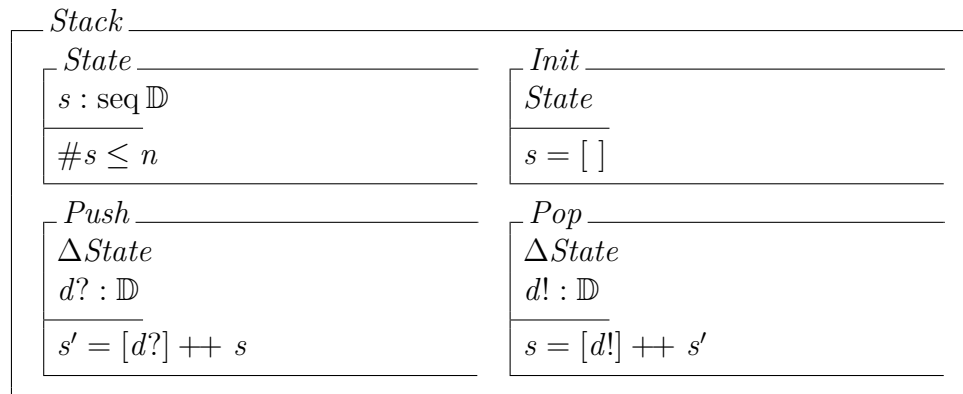 Stack
State
s : seq 𝔻
#s ≤ n
Init
State
s = [ ]
Push
ΔState
d? : 𝔻
s′ = [d?] ++ s
Pop
ΔState
d! : 𝔻
s = [d!] ++ s′